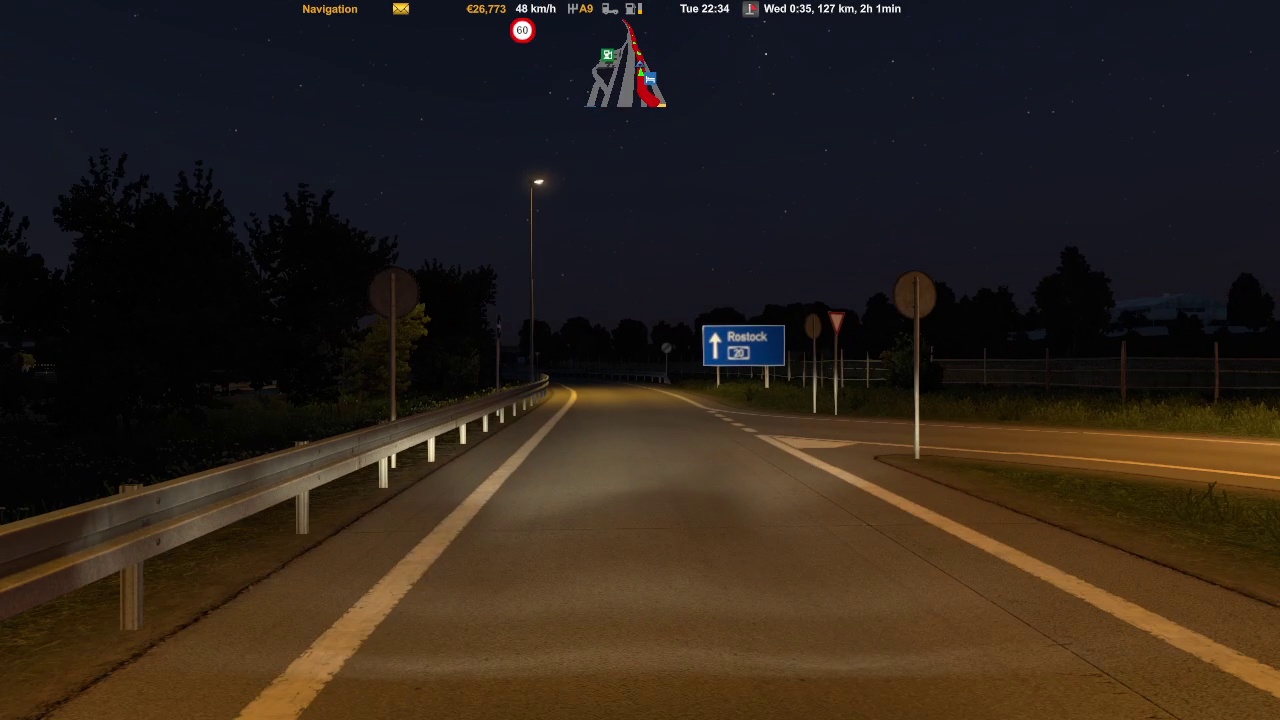 Navigation €26,773 48 km/h A9 Tue 22:34 Wed 0:35, 127 km, 2h 1min
60
Rostock
20